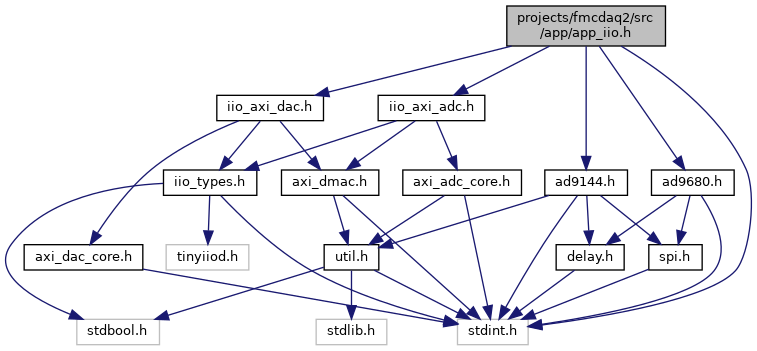 projects/fmcdaq2/src
/app/app_iio.h
iio_axi_dac.h
iio_axi_adc.h
iio_types.h
axi_dmac.h
axi_adc_core.h
ad9144.h
ad9680.h
axi_dac_core.h
tinyiiod.h
util.h
delay.h
spi.h
stdbool.h
stdlib.h
stdint.h